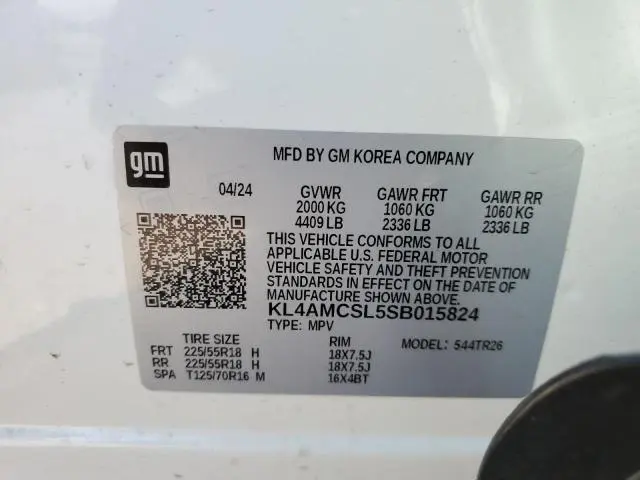 gm
MFD BY GM KOREA COMPANY
04/24 GVWR GAWR FRT GAWR RR
2000 KG 1060 KG 1060 KG
4409 LB 2336 LB 2336 LB
THIS VEHICLE CONFORMS TO ALL
APPLICABLE U.S. FEDERAL MOTOR
VEHICLE SAFETY AND THEFT PREVENTION
STANDARDS IN EFFECT ON THE DATE OF
MANUFACTURE SHOWN ABOVE.
KL4AMCSL5SB015824
TYPE: MPV
TIRE SIZE RIM MODEL: 544TR26
FRT 225/55R18 H 18X7.5J
RR 225/55R18 H 18X7.5J
SPA T125/70R16 M 16X4BT